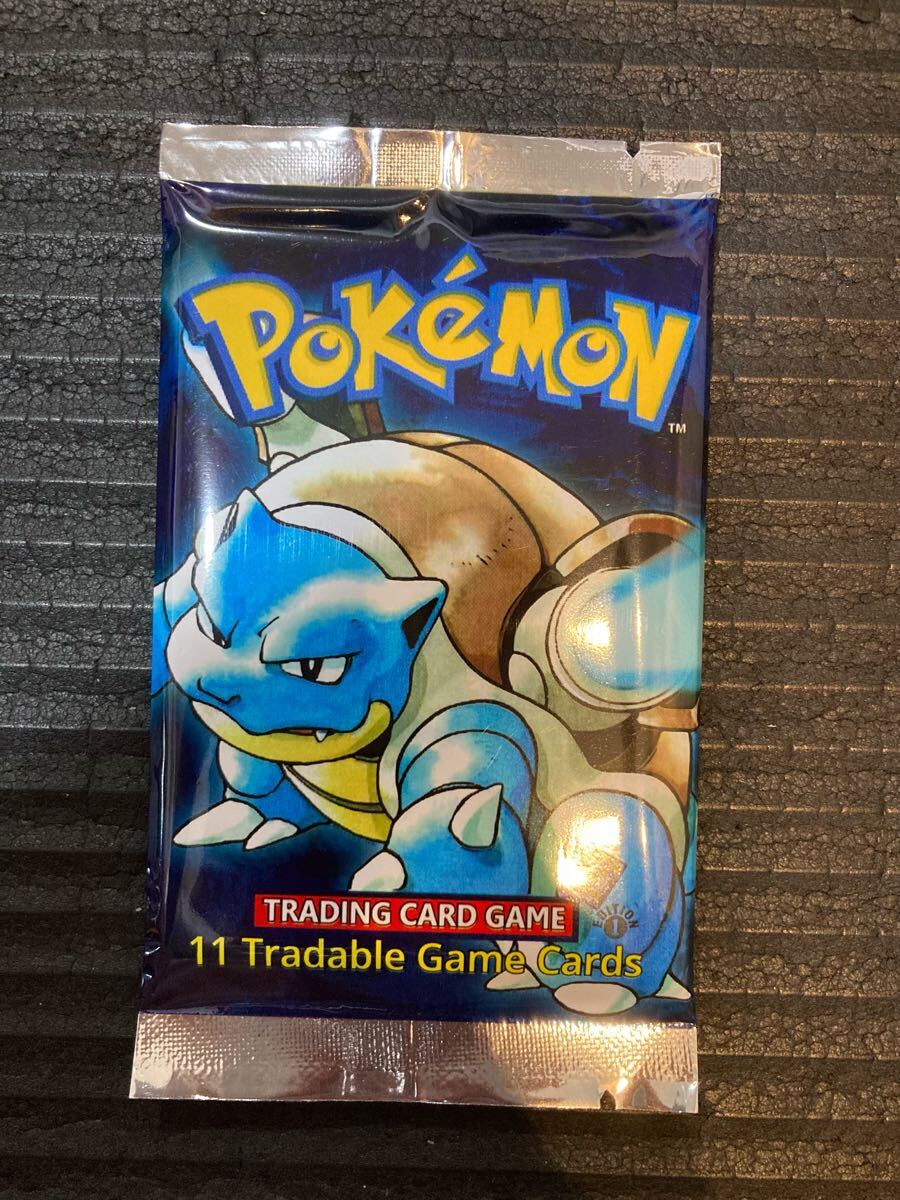 POKéMON
TM
TRADING CARD GAME
EDITION
1
11 Tradable Game Cards